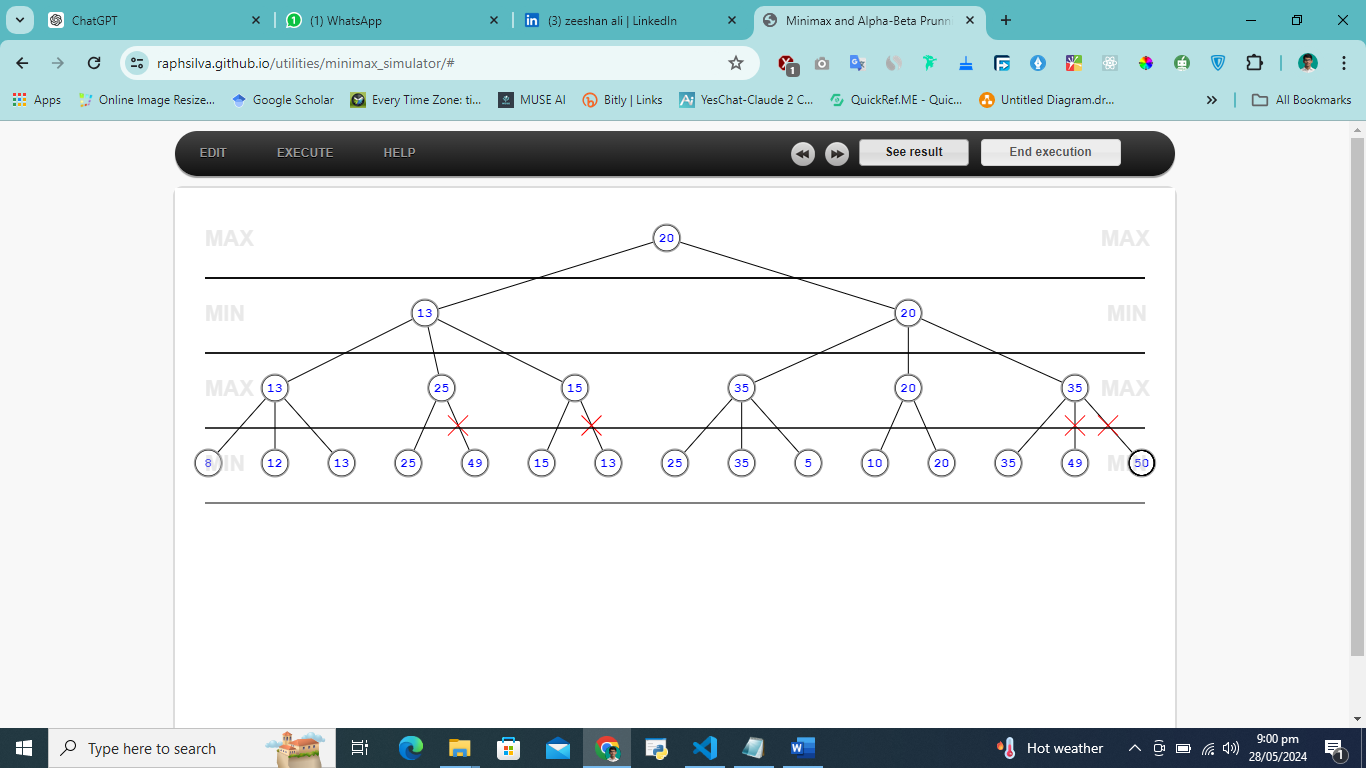 ChatGPT
(1) WhatsApp
(3) zeeshan ali | LinkedIn
Minimax and Alpha-Beta Prunn
raphsilva.github.io/utilities/minimax_simulator/#
1
Apps
Online Image Resize...
Google Scholar
Every Time Zone: ti...
MUSE AI
Bitly | Links
YesChat-Claude 2 C...
QuickRef.ME - Quic...
Untitled Diagram.dr...
All Bookmarks
EDIT EXECUTE HELP See result End execution
MAX 20 MAX
MIN 13 20 MIN
MAX 13 25 15 35 20 35 MAX
8 MIN 12 13 25 49 15 13 25 35 5 10 20 35 49 50
Type here to search
Hot weather
9:00 pm
28/05/2024
1